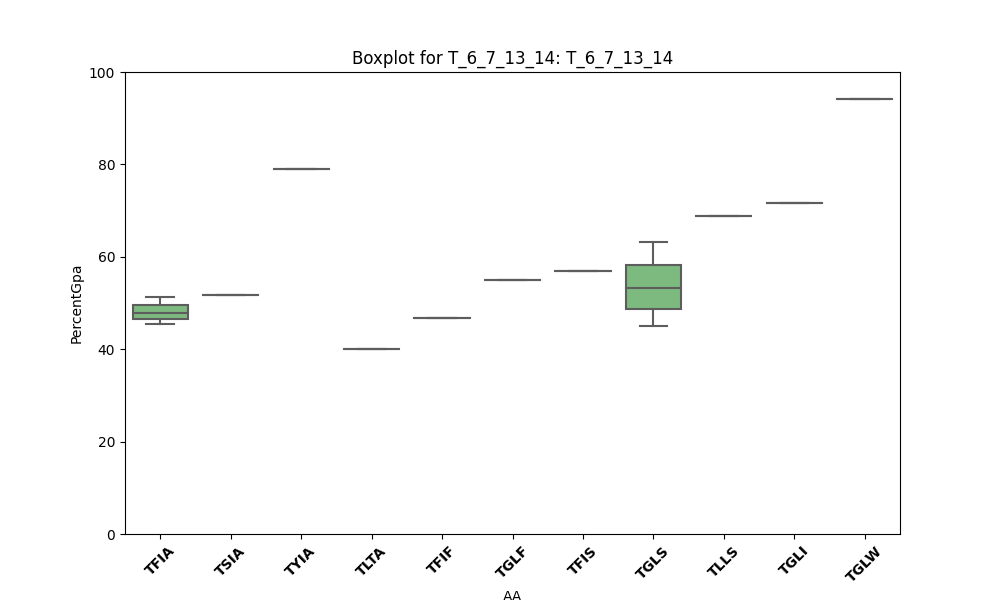 Boxplot for T_6_7_13_14: T_6_7_13_14
100
80
60
40
20
0
PercentGpa
TFIA TSIA TYIA TLTA TFIF TGLF TFIS TGLS TLLS TGLI TGLW
AA